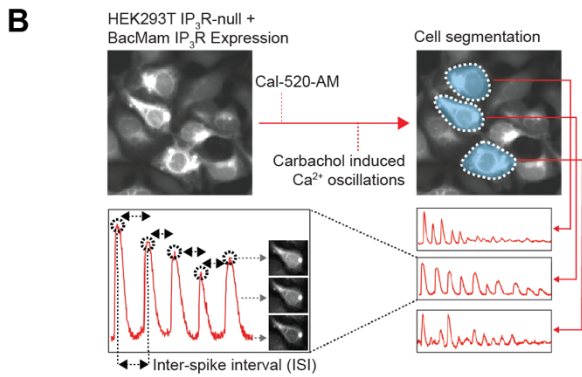 B
HEK293T IP₃R-null +
BacMam IP₃R Expression
Cell segmentation
Cal-520-AM
Carbachol induced
Ca²⁺ oscillations
Inter-spike interval (ISI)